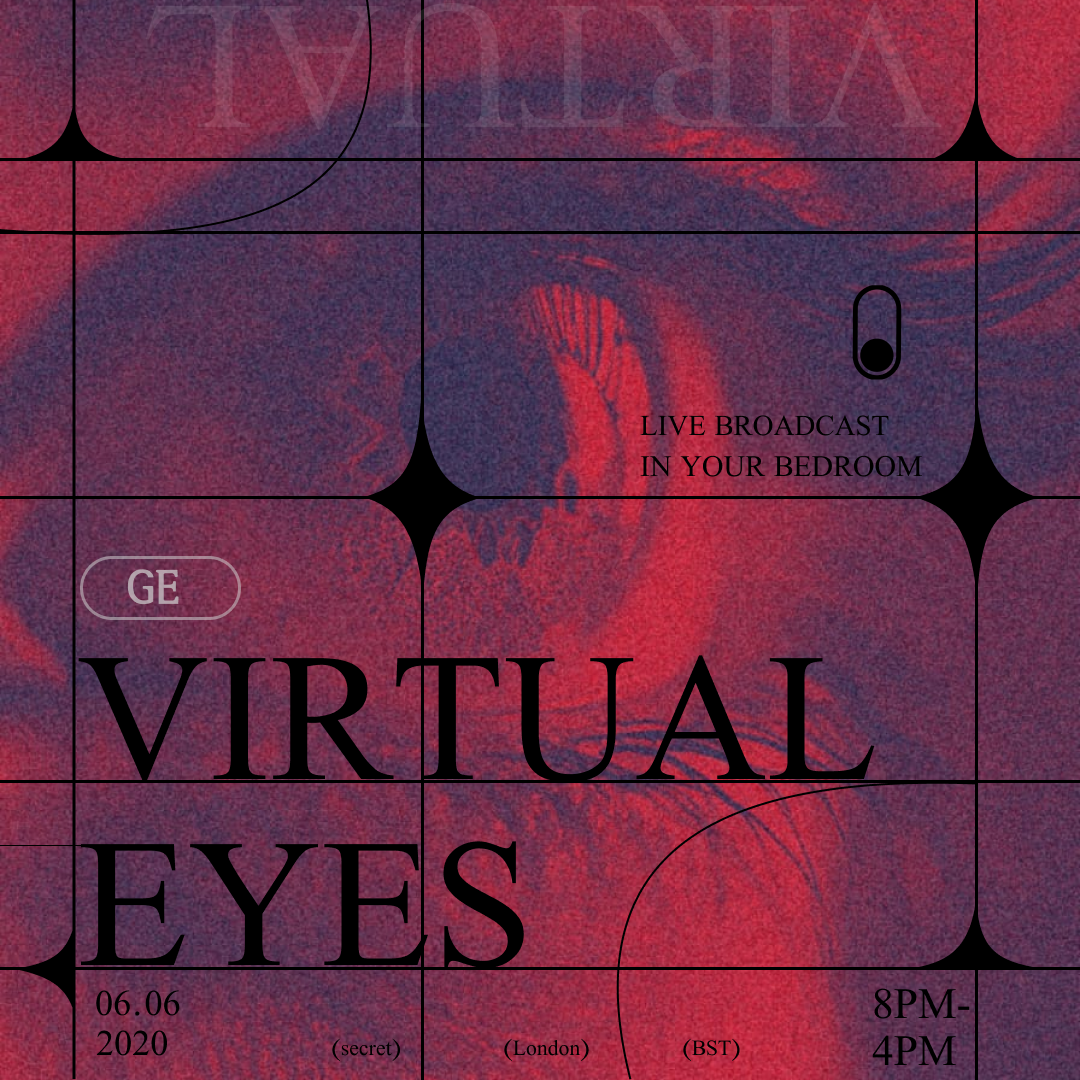 VIRTUAL
LIVE BROADCAST
IN YOUR BEDROOM
GE
VIRTUAL
EYES
06.06
2020
(secret) (London) (BST)
8PM-
4PM